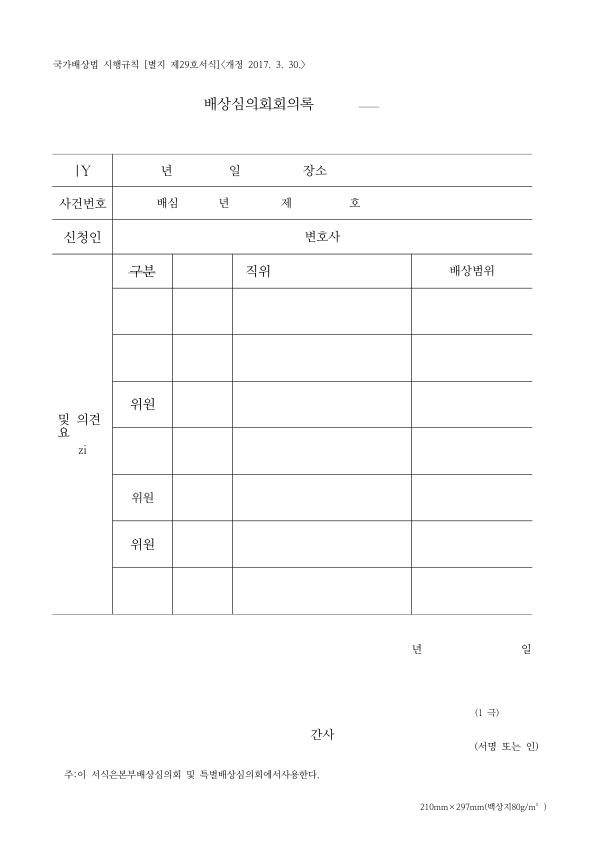 국가배상법 시행규칙 [별지 제29호서식]<개정 2017. 3. 30.>
배상심의회회의록
|Y 년 일 장소
사건번호 배심 년 제 호
신청인 변호사
구분 직위 배상범위
위원
및 의견
요
zi
위원
위원
년 일
(1 극)
간사
(서명 또는 인)
주:이 서식은본부배상심의회 및 특별배상심의회에서사용한다.
210mm×297mm(백상지80g/m² )